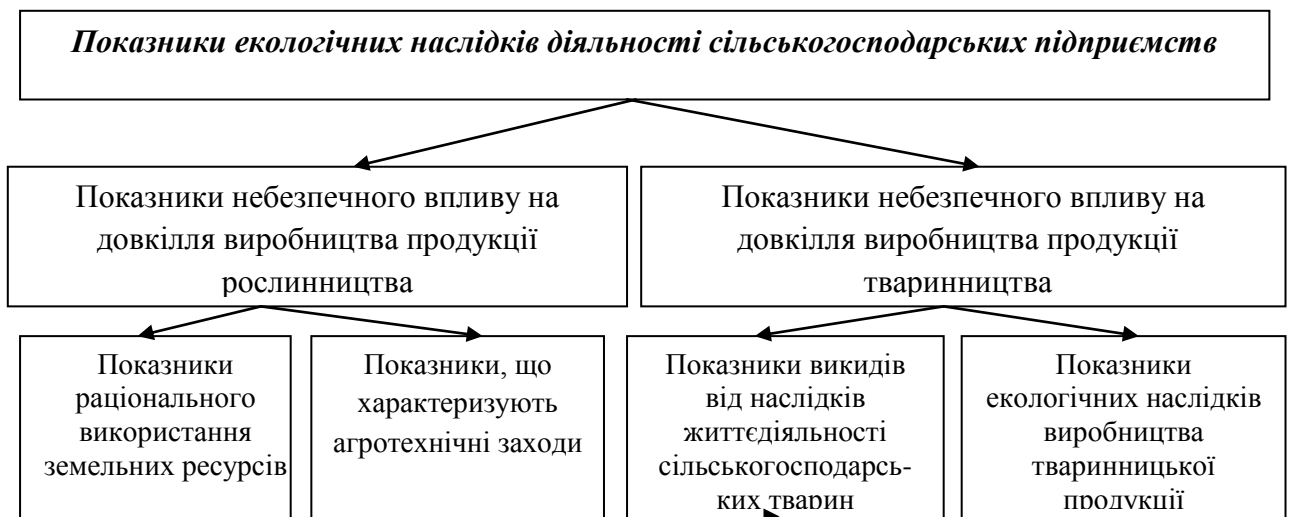 Показники екологічних наслідків діяльності сільськогосподарських підприємств
Показники небезпечного впливу на
довкілля виробництва продукції
рослинництва
Показники небезпечного впливу на
довкілля виробництва продукції
тваринництва
Показники
раціонального
використання
земельних ресурсів
Показники, що
характеризують
агротехнічні заходи
Показники викидів
від наслідків
життєдіяльності
сільськогосподарсь-
ких тварин
Показники
екологічних наслідків
виробництва
тваринницької
продукції